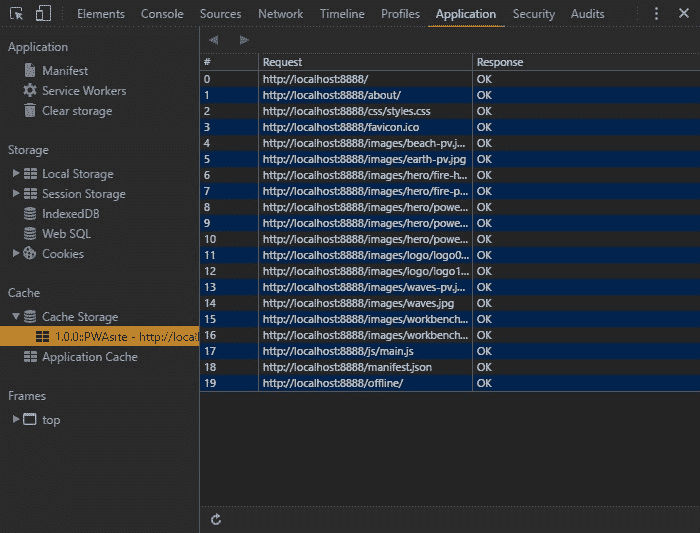 Elements Console Sources Network Timeline Profiles Application Security Audits
Application
Manifest
Service Workers
Clear storage
Storage
Local Storage
Session Storage
IndexedDB
Web SQL
Cookies
Cache
Cache Storage
1.0.0::PWAsite - http://local
Application Cache
Frames
top
# Request Response
0 http://localhost:8888/ OK
1 http://localhost:8888/about/ OK
2 http://localhost:8888/css/styles.css OK
3 http://localhost:8888/favicon.ico OK
4 http://localhost:8888/images/beach-pv.j... OK
5 http://localhost:8888/images/earth-pv.jpg OK
6 http://localhost:8888/images/hero/fire-h... OK
7 http://localhost:8888/images/hero/fire-p... OK
8 http://localhost:8888/images/hero/powe... OK
9 http://localhost:8888/images/hero/powe... OK
10 http://localhost:8888/images/hero/powe... OK
11 http://localhost:8888/images/logo/logo0... OK
12 http://localhost:8888/images/logo/logo1... OK
13 http://localhost:8888/images/waves-pv.j... OK
14 http://localhost:8888/images/waves.jpg OK
15 http://localhost:8888/images/workbench... OK
16 http://localhost:8888/images/workbench... OK
17 http://localhost:8888/js/main.js OK
18 http://localhost:8888/manifest.json OK
19 http://localhost:8888/offline/ OK